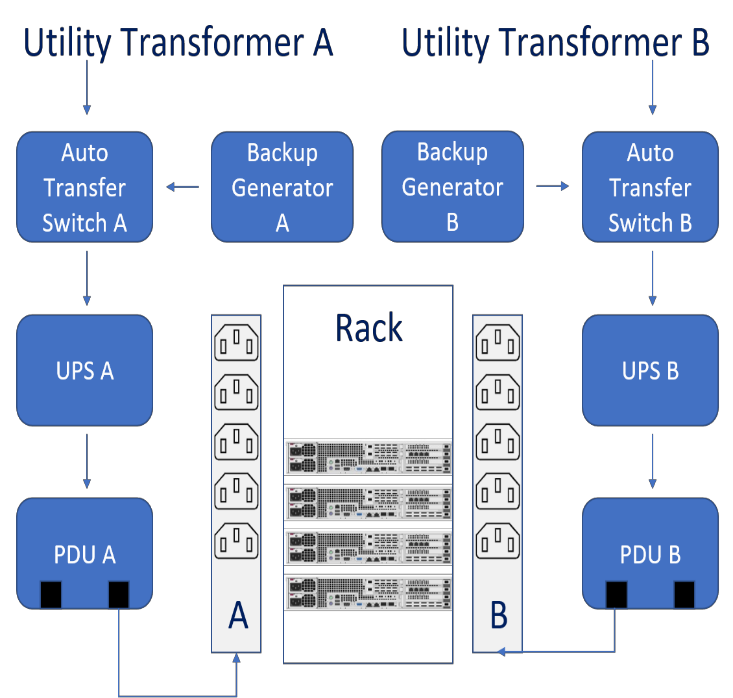 Utility Transformer A
Utility Transformer B
Auto
Transfer
Switch A
Backup
Generator
A
Backup
Generator
B
Auto
Transfer
Switch B
Rack
UPS A
UPS B
PDU A
PDU B
A
B